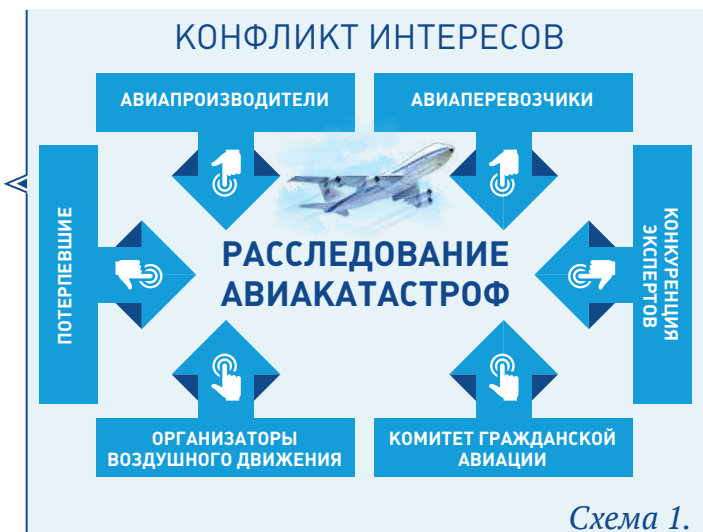 КОНФЛИКТ ИНТЕРЕСОВ
АВИАПРОИЗВОДИТЕЛИ
АВИАПЕРЕВОЗЧИКИ
ПОТЕРПЕВШИЕ
РАССЛЕДОВАНИЕ
АВИАКАТАСТРОФ
КОНКУРЕНЦИЯ
ЭКСПЕРТОВ
ОРГАНИЗАТОРЫ
ВОЗДУШНОГО ДВИЖЕНИЯ
КОМИТЕТ ГРАЖДАНСКОЙ
АВИАЦИИ
Схема 1.